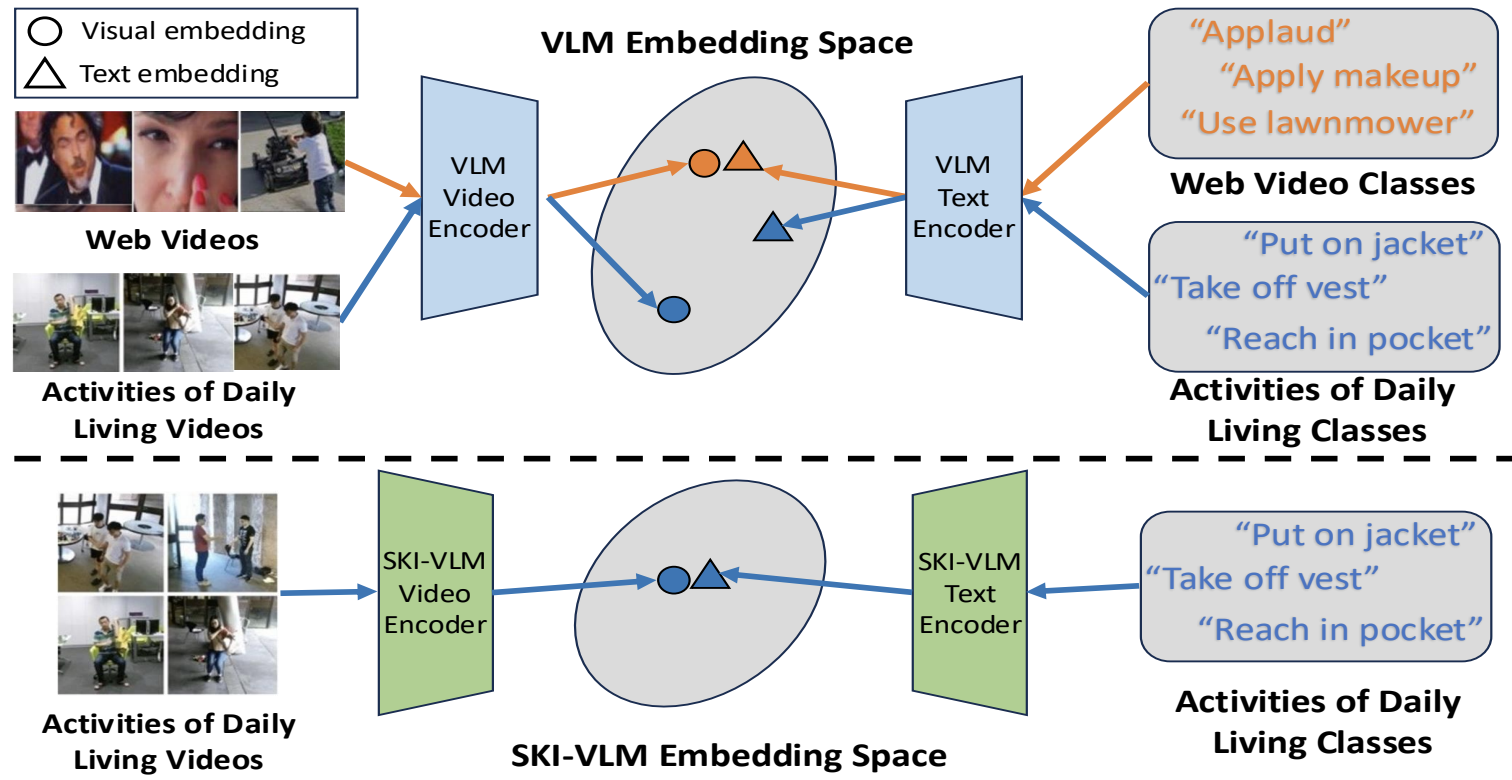 Visual embedding
Text embedding
VLM Embedding Space
VLM
Video
Encoder
VLM
Text
Encoder
Web Videos
Activities of Daily
Living Videos
“Applaud”
“Apply makeup”
“Use lawnmower”
Web Video Classes
“Put on jacket”
“Take off vest”
“Reach in pocket”
Activities of Daily
Living Classes
SKI-VLM
Video
Encoder
SKI-VLM
Text
Encoder
Activities of Daily
Living Videos
SKI-VLM Embedding Space
“Put on jacket”
“Take off vest”
“Reach in pocket”
Activities of Daily
Living Classes